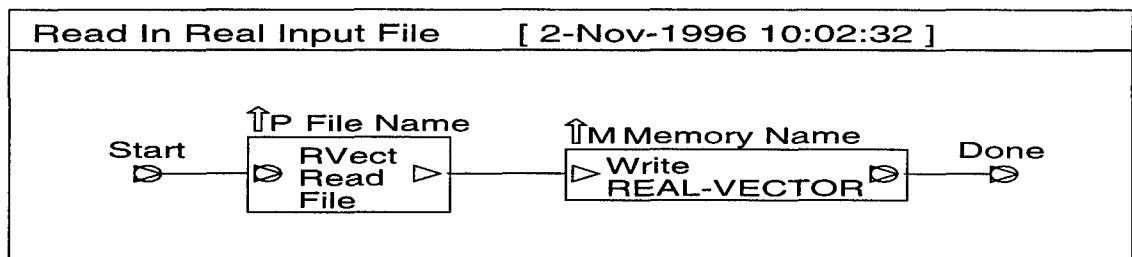 Read In Real Input File [ 2-Nov-1996 10:02:32 ]
⇧P File Name
⇧M Memory Name
Start
RVect
Read
File
Write
REAL-VECTOR
Done